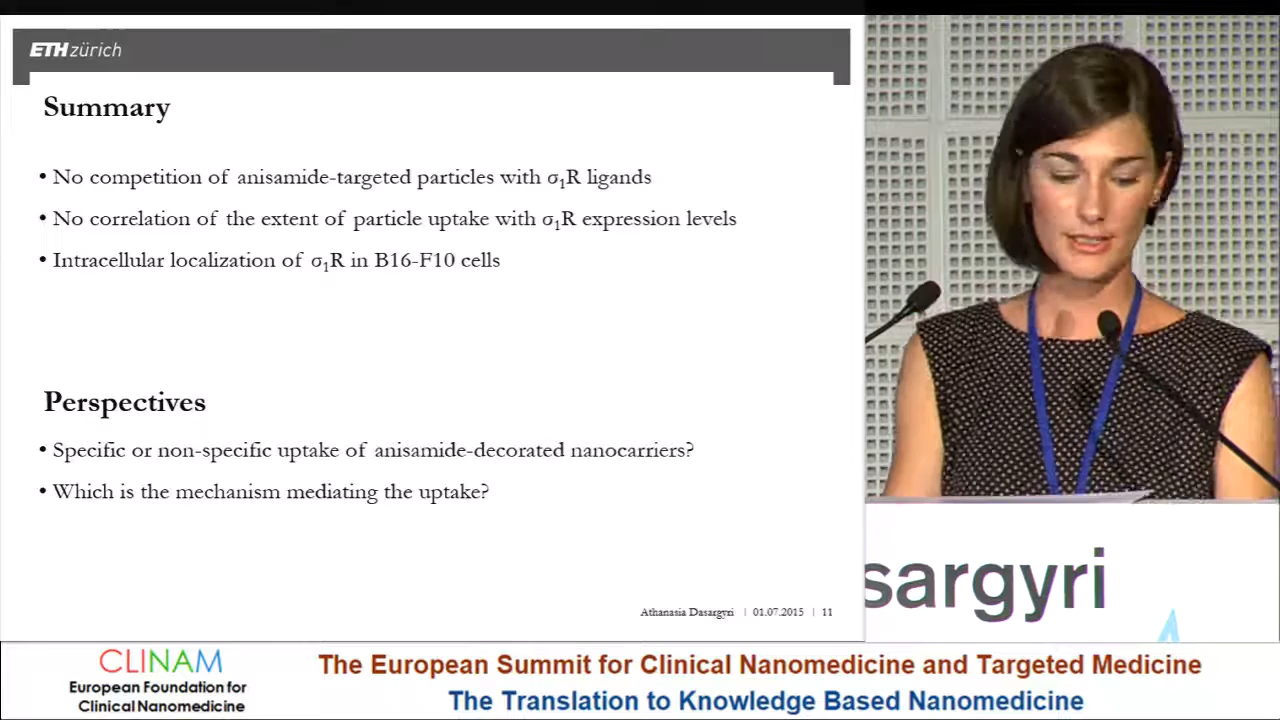 ETH zürich
Summary
• No competition of anisamide-targeted particles with σ₁R ligands
• No correlation of the extent of particle uptake with σ₁R expression levels
• Intracellular localization of σ₁R in B16-F10 cells
Perspectives
• Specific or non-specific uptake of anisamide-decorated nanocarriers?
• Which is the mechanism mediating the uptake?
Athanasia Dasargyri | 01.07.2015 | 11
sargyri
CLINAM
European Foundation for
Clinical Nanomedicine
The European Summit for Clinical Nanomedicine and Targeted Medicine
The Translation to Knowledge Based Nanomedicine